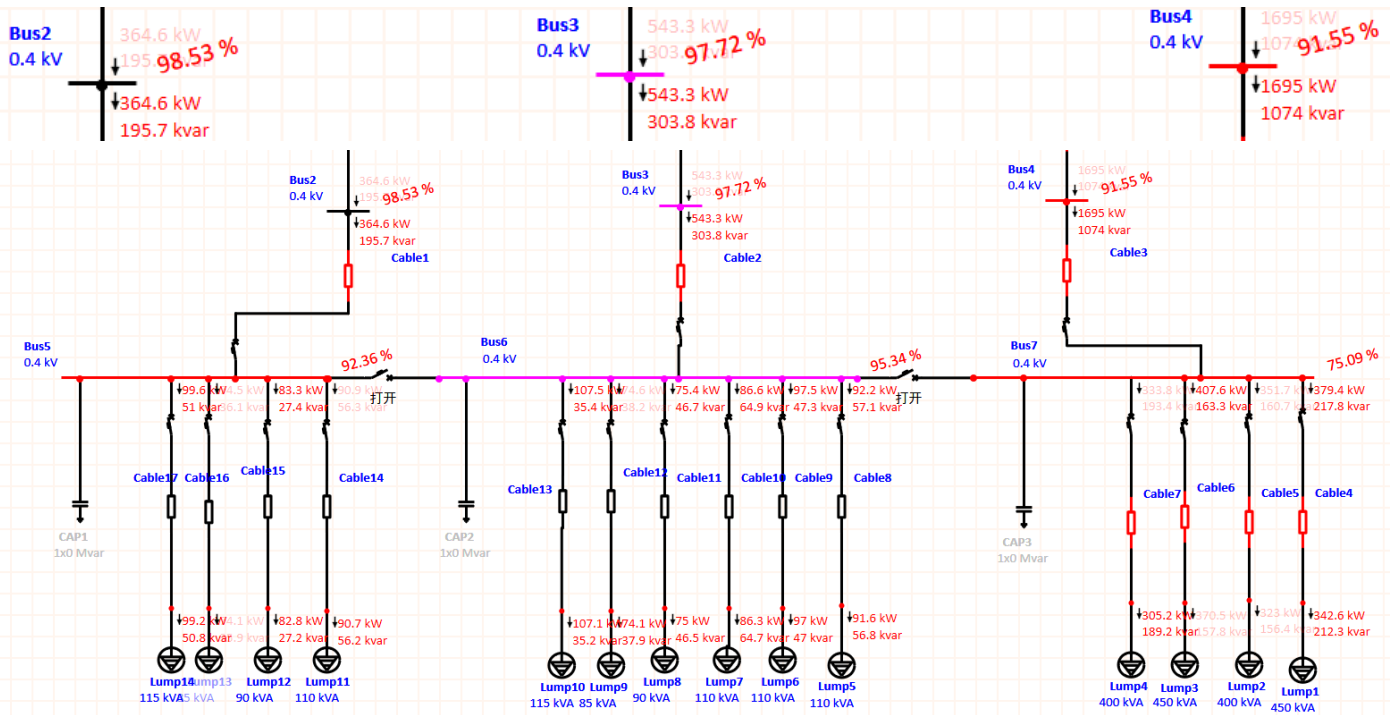 Bus2
0.4 kV
364.6 kW
98.53 %
364.6 kW
195.7 kvar
Bus3
0.4 kV
543.3 kW
97.72 %
543.3 kW
303.8 kvar
Bus4
0.4 kV
1695 kW
91.55 %
1695 kW
1074 kvar
Bus2
0.4 kV
364.6 kW
98.53 %
364.6 kW
195.7 kvar
Cable1
Bus3
0.4 kV
543.3 kW
97.72 %
543.3 kW
303.8 kvar
Cable2
Bus4
0.4 kV
1695 kW
91.55 %
1695 kW
1074 kvar
Cable3
Bus5
0.4 kV
92.36 %
打开
Bus6
0.4 kV
95.34 %
打开
Bus7
0.4 kV
75.09 %
99.6 kW
51 kvar
36.1 kvar
83.3 kW
27.4 kvar
90.9 kW
56.3 kvar
107.5 kW
35.4 kvar
74.6 kW
38.2 kvar
75.4 kW
46.7 kvar
86.6 kW
64.9 kvar
97.5 kW
47.3 kvar
92.2 kW
57.1 kvar
333.8 kW
193.4 kvar
407.6 kW
163.3 kvar
351.7 kW
160.7 kvar
379.4 kW
217.8 kvar
Cable17
Cable16
Cable15
Cable14
Cable13
Cable12
Cable11
Cable10
Cable9
Cable8
Cable7
Cable6
Cable5
Cable4
CAP1
1x0 Mvar
CAP2
1x0 Mvar
CAP3
1x0 Mvar
99.2 kW
50.8 kvar
82.8 kW
27.2 kvar
90.7 kW
56.2 kvar
107.1 kW
35.2 kvar
74.1 kW
37.9 kvar
75 kW
46.5 kvar
86.3 kW
64.7 kvar
97 kW
47 kvar
91.6 kW
56.8 kvar
305.2 kW
189.2 kvar
370.5 kW
157.8 kvar
323 kW
156.4 kvar
342.6 kW
212.3 kvar
Lump14
115 kVA
Lump13
Lump12
90 kVA
Lump11
110 kVA
Lump10
115 kVA
Lump9
85 kVA
Lump8
90 kVA
Lump7
110 kVA
Lump6
110 kVA
Lump5
110 kVA
Lump4
400 kVA
Lump3
450 kVA
Lump2
400 kVA
Lump1
450 kVA